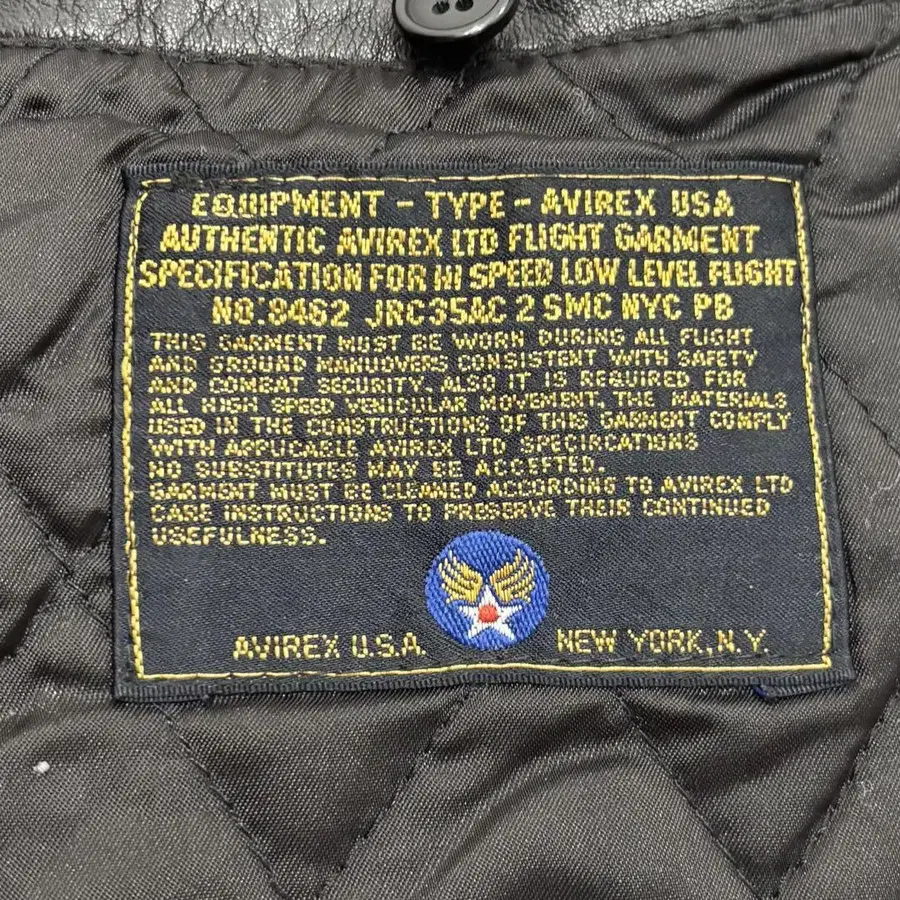 EQUIPMENT - TYPE - AVIREX USA
AUTHENTIC AVIREX LTD FLIGHT GARMENT
SPECIFICATION FOR HI SPEED LOW LEVEL FLIGHT
NO.8462 JRC35AC 2 SMC NYC PB
THIS GARMENT MUST BE WORN DURING ALL FLIGHT
AND GROUND MANHOVERS CONSISTENT WITH SAFETY
AND COMBAT SECURITY. ALSO IT IS REQUIRED FOR
ALL HIGH SPEED VEHICULAR MOVEMENT. THE MATERIALS
USED IN THE CONSTRUCTIONS OF THIS GARMENT COMPLY
WITH APPLICABLE AVIREX LTD SPECIRCATIONS
NO SUBSTITUTES MAY BE ACCEPTED.
GARMENT MUST BE CLEANED ACCORDING TO AVIREX LTD
CARE INSTRUCTIONS TO PRESERVE THEIR CONTINUED
USEFULNESS.
AVIREX U.S.A. NEW YORK, N.Y.